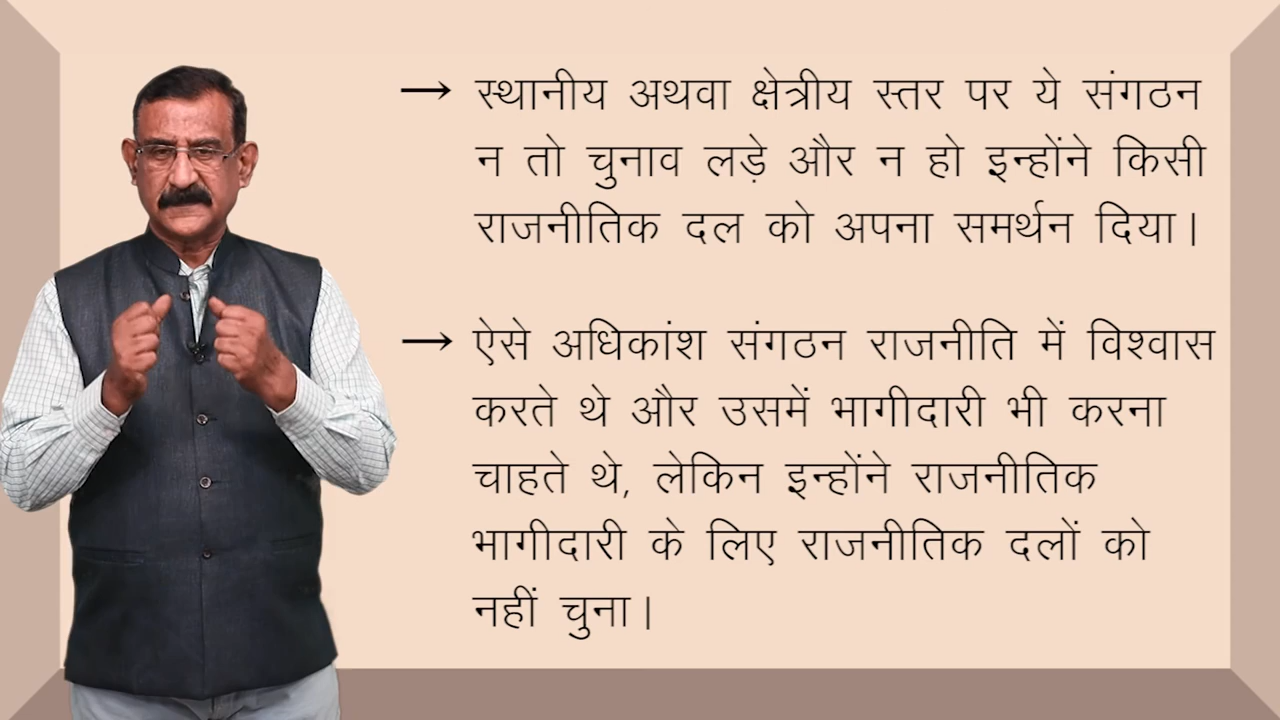 → स्थानीय अथवा क्षेत्रीय स्तर पर ये संगठन
न तो चुनाव लड़े और न हो इन्होंने किसी
राजनीतिक दल को अपना समर्थन दिया।
→ ऐसे अधिकांश संगठन राजनीति में विश्वास
करते थे और उसमें भागीदारी भी करना
चाहते थे, लेकिन इन्होंने राजनीतिक
भागीदारी के लिए राजनीतिक दलों को
नहीं चुना।